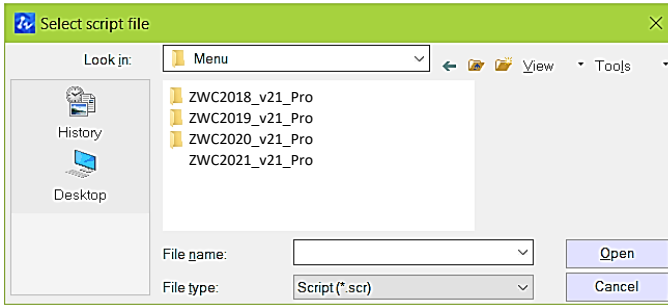 Select script file
Look in: Menu View Tools
ZWC2018_v21_Pro
ZWC2019_v21_Pro
ZWC2020_v21_Pro
ZWC2021_v21_Pro
History
Desktop
File name: Open
File type: Script (*.scr) Cancel